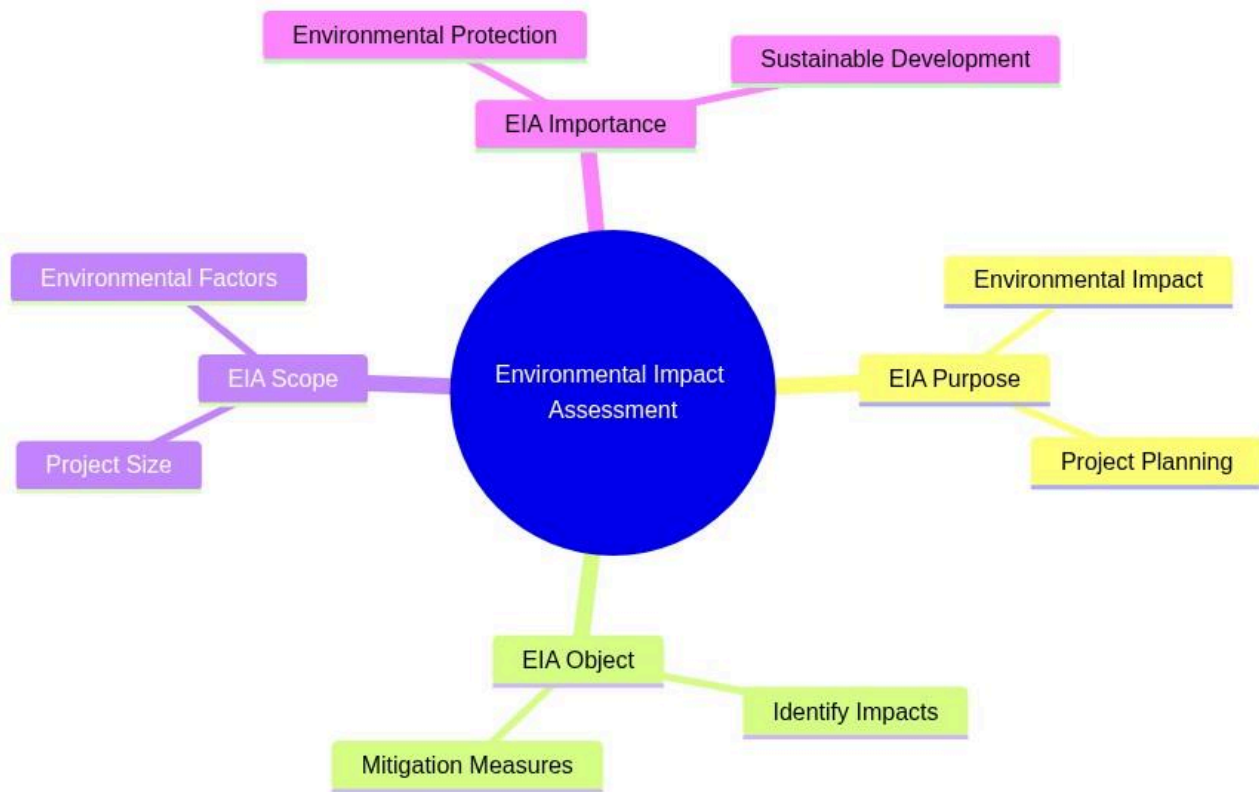 Environmental Protection
Sustainable Development
EIA Importance
Environmental Factors
Environmental Impact
EIA Scope
Environmental Impact
Assessment
EIA Purpose
Project Size
Project Planning
EIA Object
Identify Impacts
Mitigation Measures